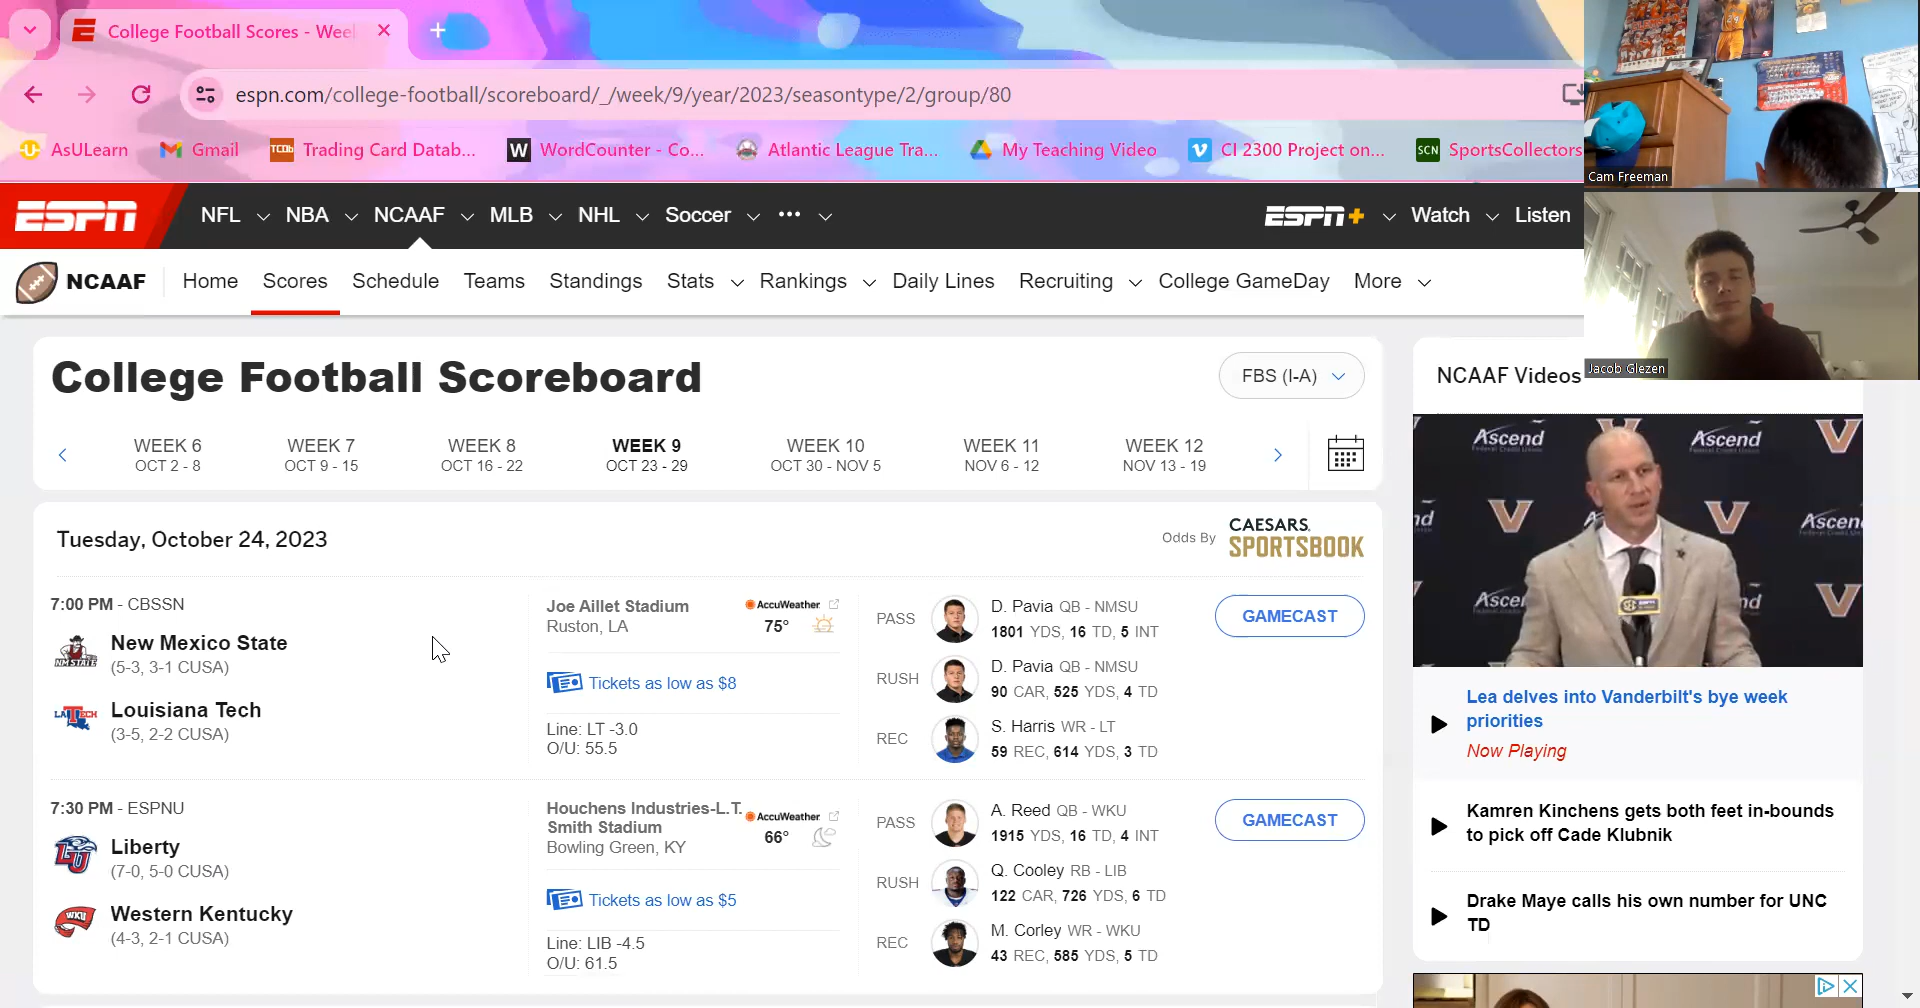 College Football Scores - Wee
espn.com/college-football/scoreboard/_/week/9/year/2023/seasontype/2/group/80
AsULearn
Gmail
TCDb
Trading Card Datab...
W
WordCounter - Co...
Atlantic League Tra...
My Teaching Video
CI 2300 Project on...
SCN
SportsCollectors
Cam Freeman
Jacob Glezen
ESPN
NFL
NBA
NCAAF
MLB
NHL
Soccer
ESPN+
Watch
Listen
NCAAF
Home
Scores
Schedule
Teams
Standings
Stats
Rankings
Daily Lines
Recruiting
College GameDay
More
College Football Scoreboard
FBS (I-A)
WEEK 6
OCT 2 - 8
WEEK 7
OCT 9 - 15
WEEK 8
OCT 16 - 22
WEEK 9
OCT 23 - 29
WEEK 10
OCT 30 - NOV 5
WEEK 11
NOV 6 - 12
WEEK 12
NOV 13 - 19
Tuesday, October 24, 2023
Odds By
CAESARS
SPORTSBOOK
7:00 PM - CBSSN
NM STATE
New Mexico State
(5-3, 3-1 CUSA)
LA TECH
Louisiana Tech
(3-5, 2-2 CUSA)
Joe Aillet Stadium
Ruston, LA
AccuWeather
75°
Tickets as low as $8
Line: LT -3.0
O/U: 55.5
PASS
D. Pavia QB - NMSU
1801 YDS, 16 TD, 5 INT
RUSH
D. Pavia QB - NMSU
90 CAR, 525 YDS, 4 TD
REC
S. Harris WR - LT
59 REC, 614 YDS, 3 TD
GAMECAST
7:30 PM - ESPNU
LU
Liberty
(7-0, 5-0 CUSA)
WKU
Western Kentucky
(4-3, 2-1 CUSA)
Houchens Industries-L.T.
Smith Stadium
Bowling Green, KY
AccuWeather
66°
Tickets as low as $5
Line: LIB -4.5
O/U: 61.5
PASS
A. Reed QB - WKU
1915 YDS, 16 TD, 4 INT
RUSH
Q. Cooley RB - LIB
122 CAR, 726 YDS, 6 TD
REC
M. Corley WR - WKU
43 REC, 585 YDS, 5 TD
GAMECAST
NCAAF Videos
Ascend
Ascend
Ascen
Lea delves into Vanderbilt's bye week
priorities
Now Playing
Kamren Kinchens gets both feet in-bounds
to pick off Cade Klubnik
Drake Maye calls his own number for UNC
TD